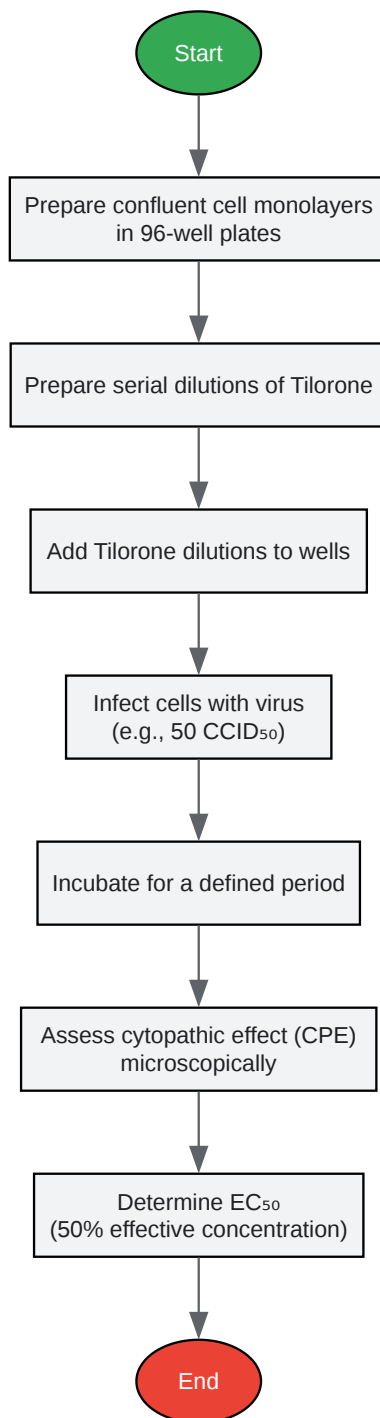 Start
Prepare confluent cell monolayers
in 96-well plates
Prepare serial dilutions of Tilorone
Add Tilorone dilutions to wells
Infect cells with virus
(e.g., 50 CCID₅₀)
Incubate for a defined period
Assess cytopathic effect (CPE)
microscopically
Determine EC₅₀
(50% effective concentration)
End